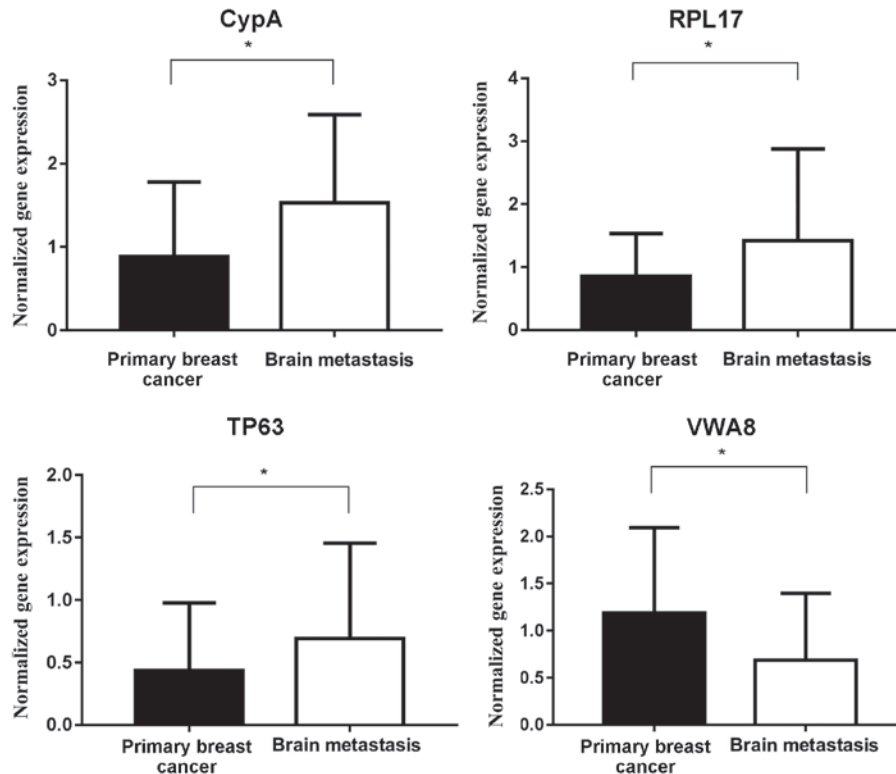 CypA
*
Normalized gene expression
3
2
1
0
Primary breast
cancer
Brain metastasis
RPL17
*
Normalized gene expression
4
3
2
1
0
Primary breast
cancer
Brain metastasis
TP63
*
Normalized gene expression
2.0
1.5
1.0
0.5
0.0
Primary breast
cancer
Brain metastasis
VWA8
*
Normalized gene expression
2.5
2.0
1.5
1.0
0.5
0.0
Primary breast
cancer
Brain metastasis